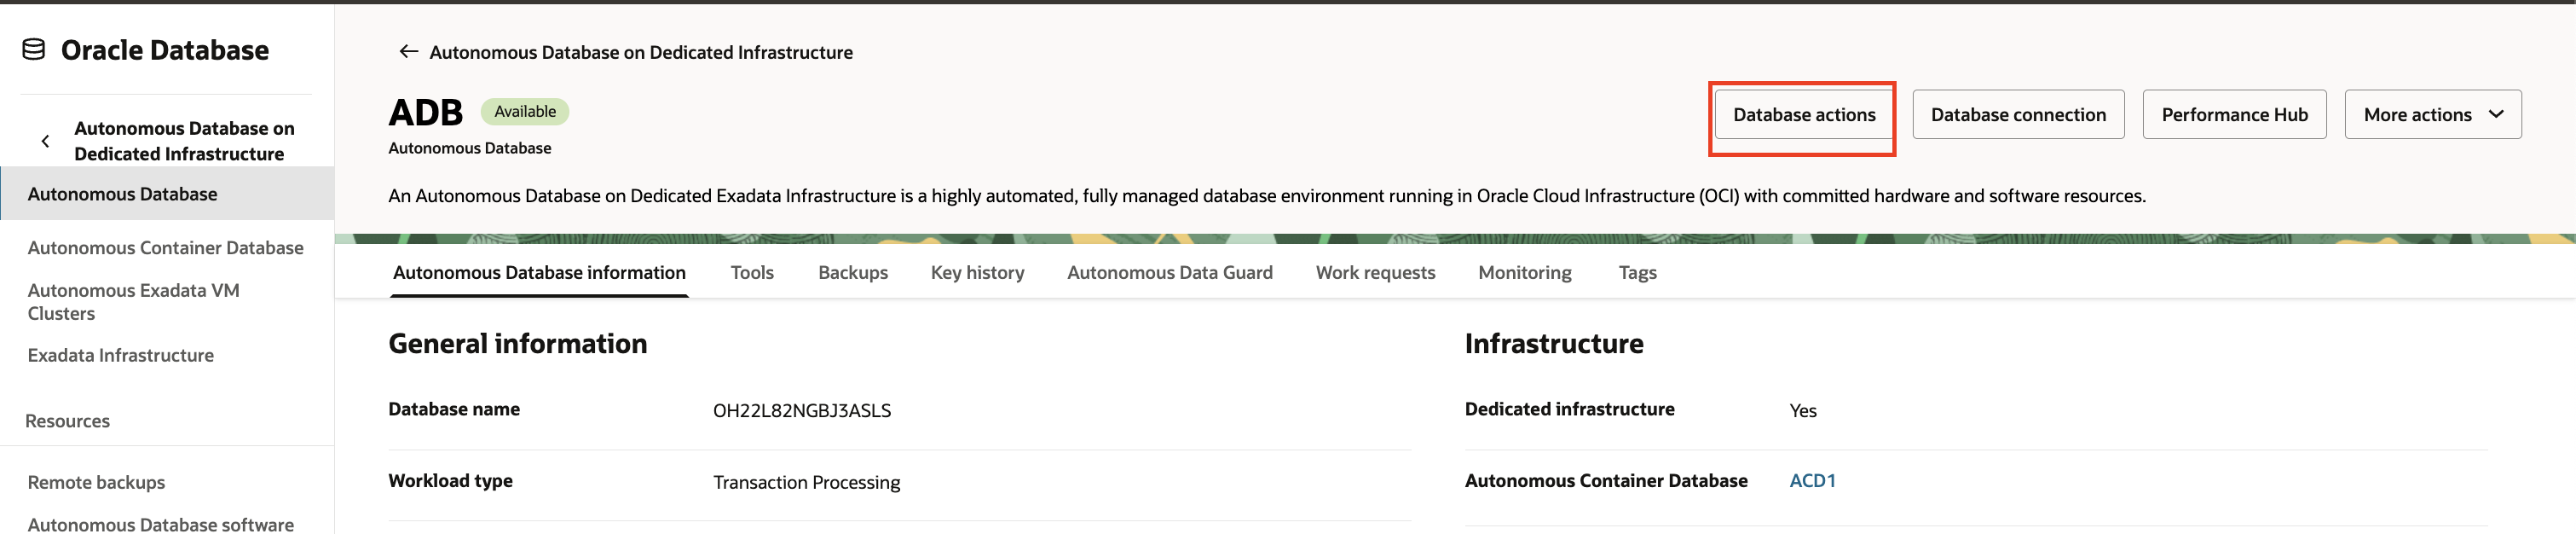 Oracle Database
Autonomous Database on
Dedicated Infrastructure
Autonomous Database
Autonomous Container Database
Autonomous Exadata VM
Clusters
Exadata Infrastructure
Resources
Remote backups
Autonomous Database software
Autonomous Database on Dedicated Infrastructure
ADB Available
Autonomous Database
Database actions Database connection Performance Hub More actions
An Autonomous Database on Dedicated Exadata Infrastructure is a highly automated, fully managed database environment running in Oracle Cloud Infrastructure (OCI) with committed hardware and software resources.
Autonomous Database information Tools Backups Key history Autonomous Data Guard Work requests Monitoring Tags
General information
Database name OH22L82NGBJ3ASLS
Workload type Transaction Processing
Infrastructure
Dedicated infrastructure Yes
Autonomous Container Database ACD1